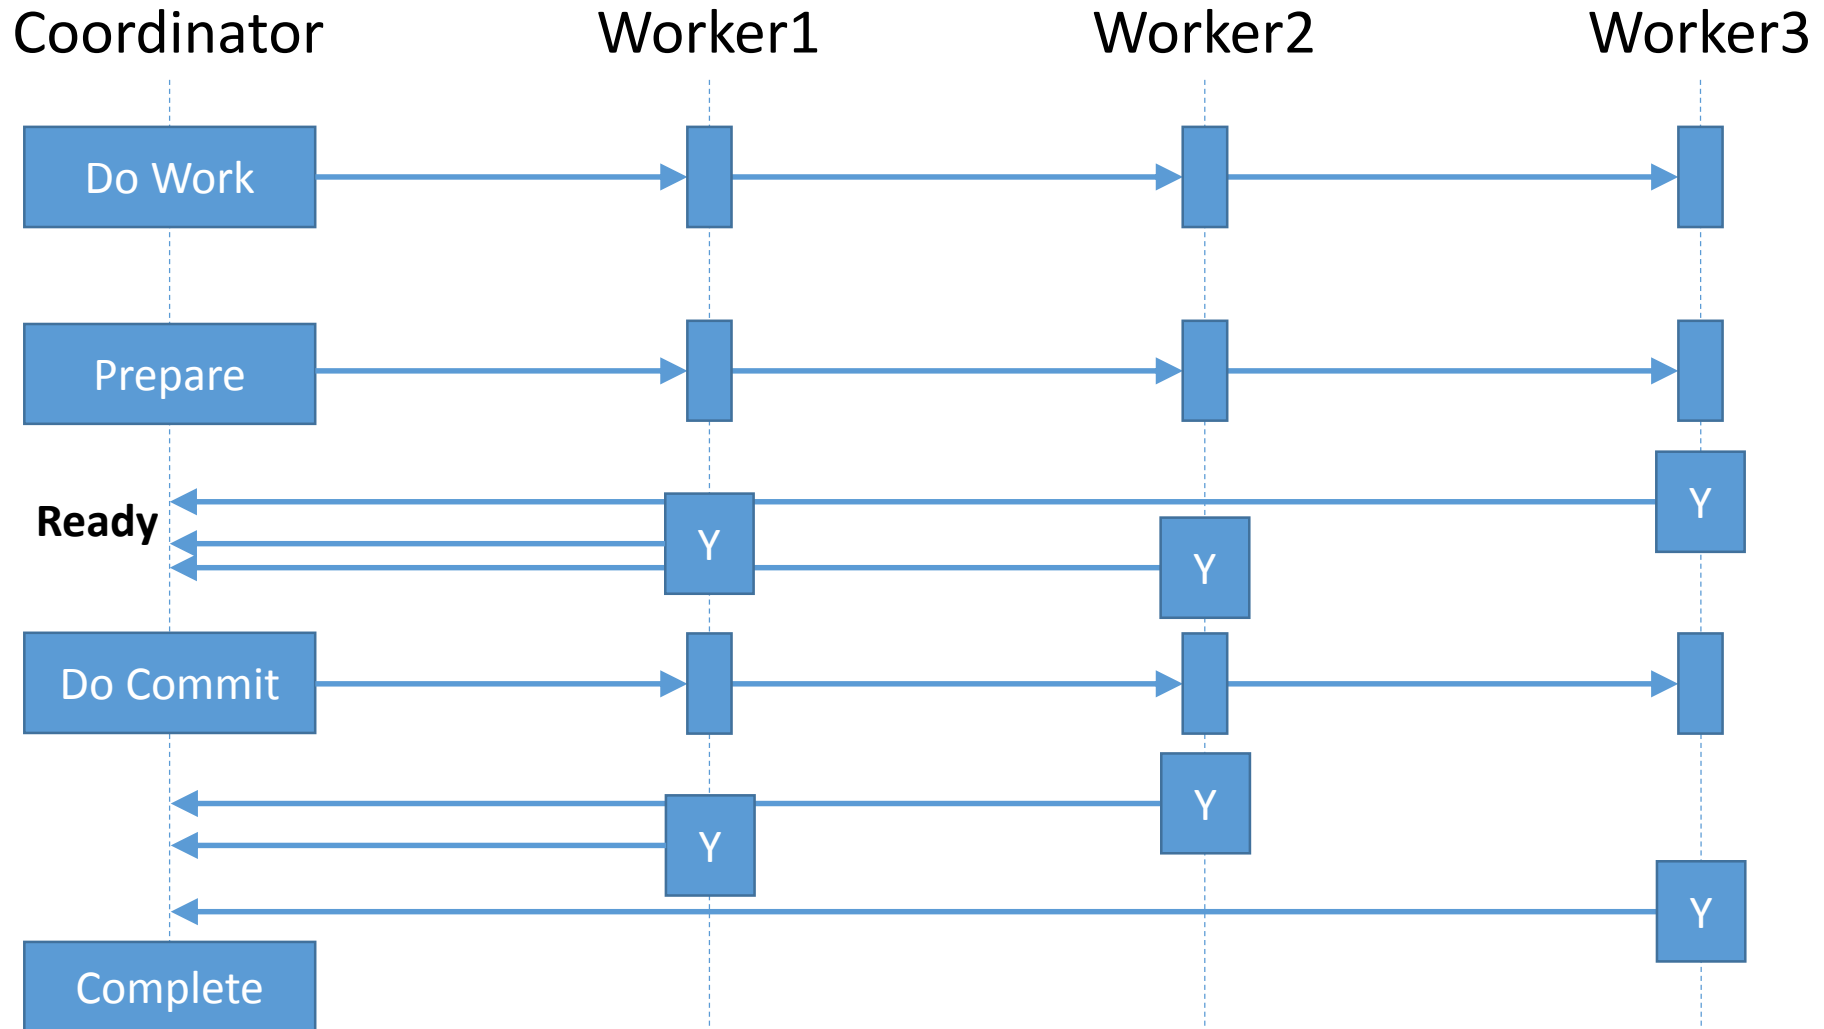 Coordinator Worker1 Worker2 Worker3
Do Work
Prepare
Y
Ready
Y
Y
Do Commit
Y
Y
Y
Complete